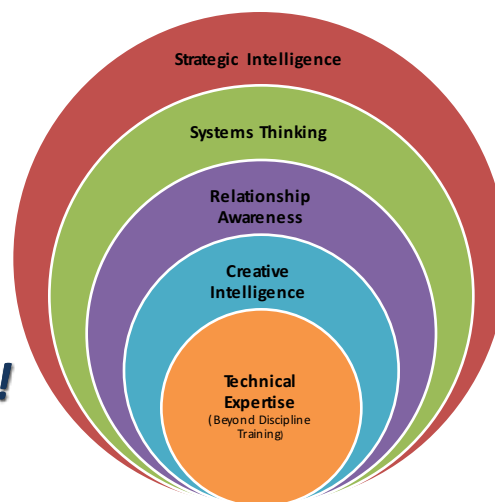 Strategic Intelligence
Systems Thinking
Relationship
Awareness
Creative
Intelligence
!
Technical
Expertise
(Beyond Discipline
Training)